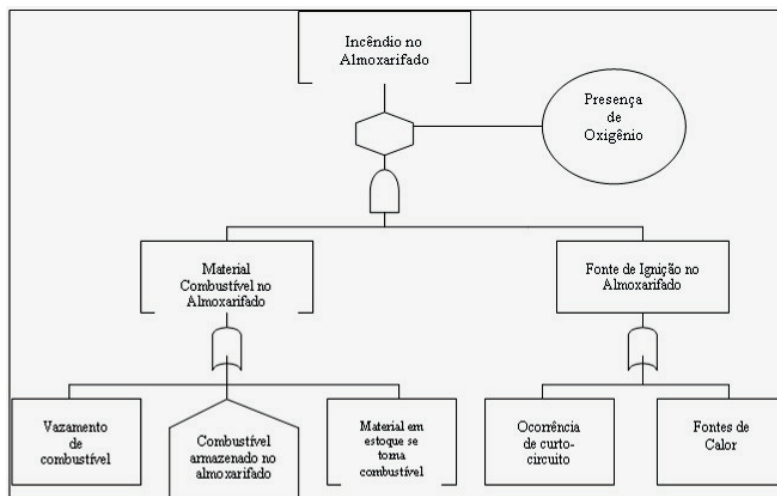 Incêndio no
Almoxarifado
Presença
de
Oxigênio
Material
Combustível no
Almoxarifado
Fonte de Ignição no
Almoxarifado
Vazamento
de
combustível
Combustível
armazenado no
almoxarifado
Material em
estoque se
torna
combustível
Ocorrência
de curto-
circuito
Fontes de
Calor